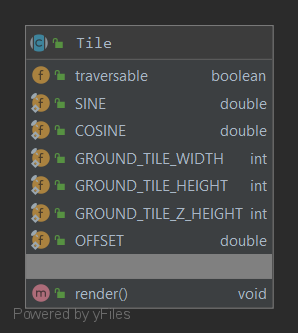 Tile
traversable boolean
SINE double
COSINE double
GROUND_TILE_WIDTH int
GROUND_TILE_HEIGHT int
GROUND_TILE_Z_HEIGHT int
OFFSET double
render() void
Powered by yFiles